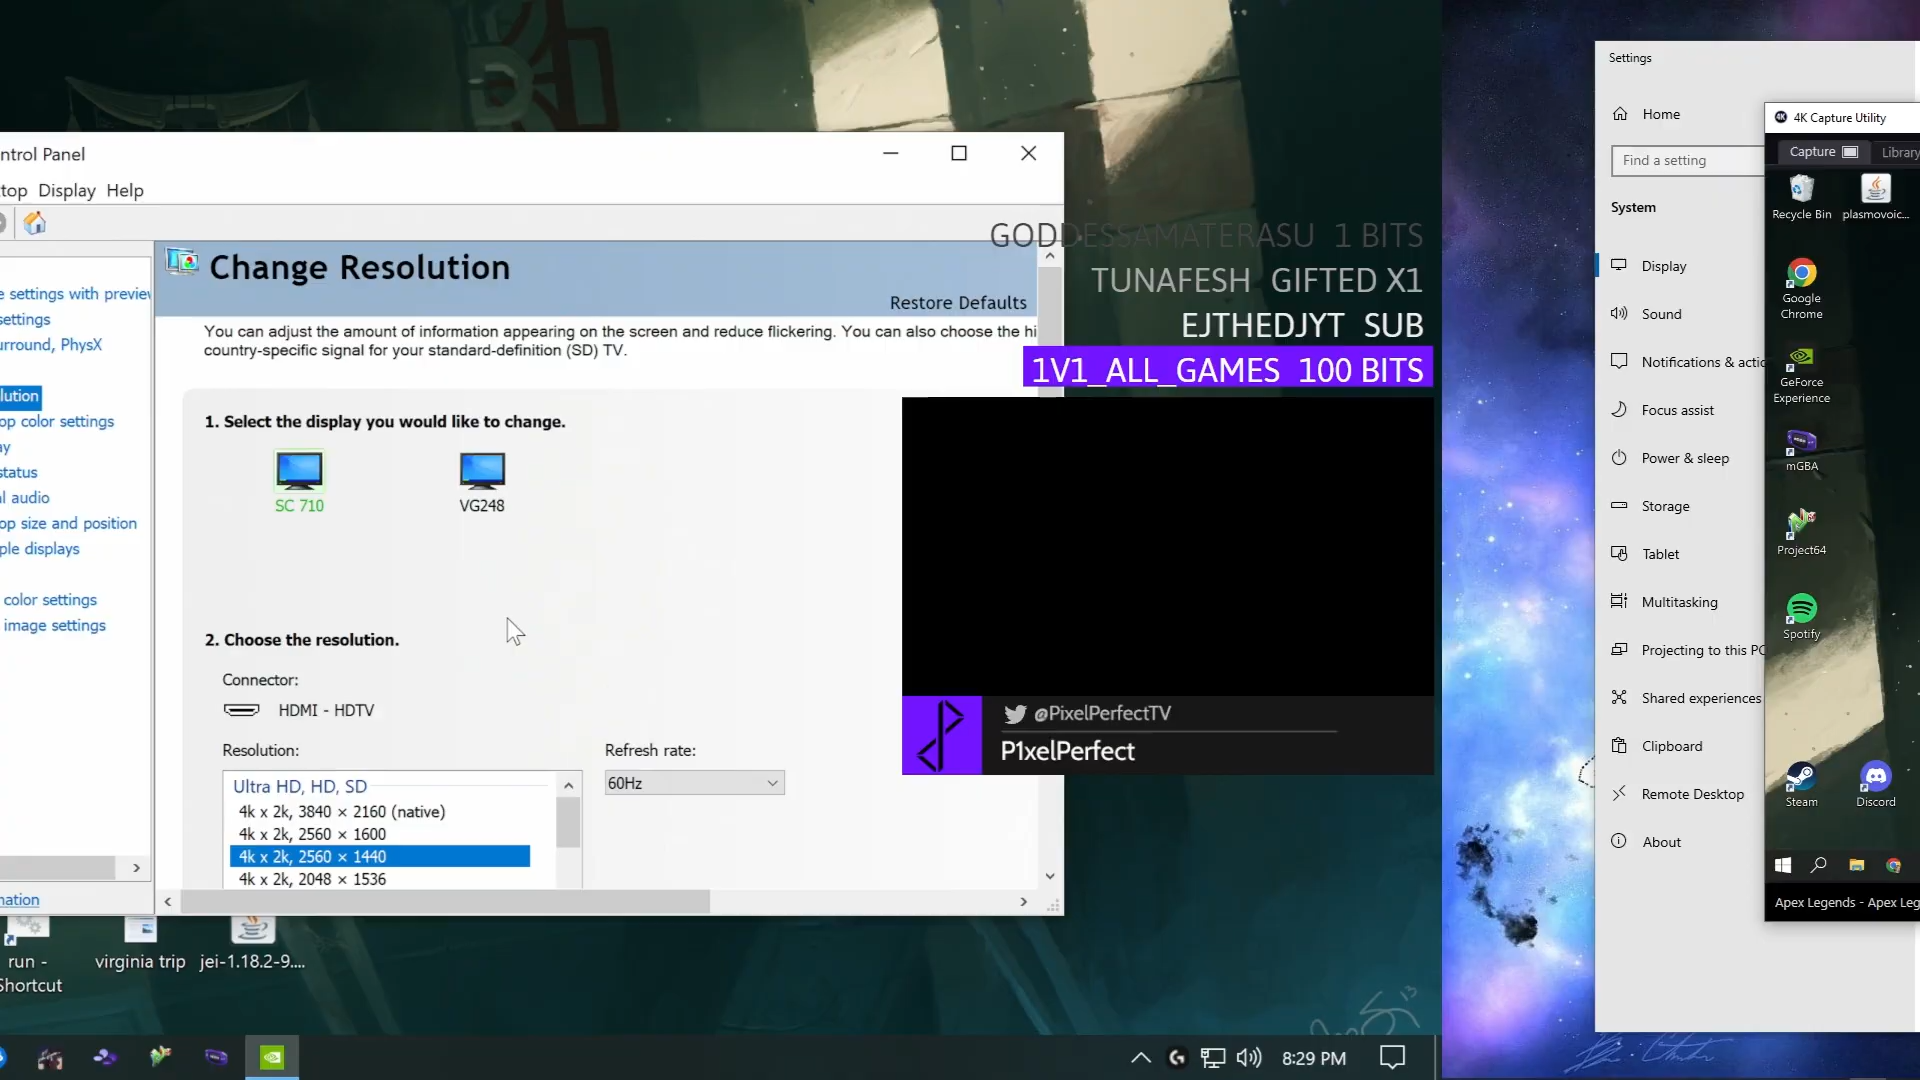 ntrol Panel
top Display Help
Change Resolution
Restore Defaults
You can adjust the amount of information appearing on the screen and reduce flickering. You can also choose the hi
country-specific signal for your standard-definition (SD) TV.
e settings with preview
settings
urround, PhysX
lution
op color settings
ay
status
al audio
op size and position
ple displays
color settings
image settings
mation
1. Select the display you would like to change.
SC 710
VG248
2. Choose the resolution.
Connector:
HDMI - HDTV
Resolution:
Refresh rate:
60Hz
Ultra HD, HD, SD
4k x 2k, 3840 × 2160 (native)
4k x 2k, 2560 × 1600
4k x 2k, 2560 × 1440
4k x 2k, 2048 × 1536
GODDESSAMATERASU 1 BITS
TUNAFESH GIFTED X1
EJTHEDJYT SUB
1V1_ALL_GAMES 100 BITS
@PixelPerfectTV
P1xelPerfect
run -
Shortcut
virginia trip
jei-1.18.2-9....
8:29 PM
Settings
Home
Find a setting
System
Display
Sound
Notifications & actio
Focus assist
Power & sleep
Storage
Tablet
Multitasking
Projecting to this PC
Shared experiences
Clipboard
Remote Desktop
About
4K
4K Capture Utility
Capture
Library
Recycle Bin
plasmovoic...
Google
Chrome
GeForce
Experience
mGBA
Project64
Spotify
Steam
Discord
Apex Legends - Apex Leg